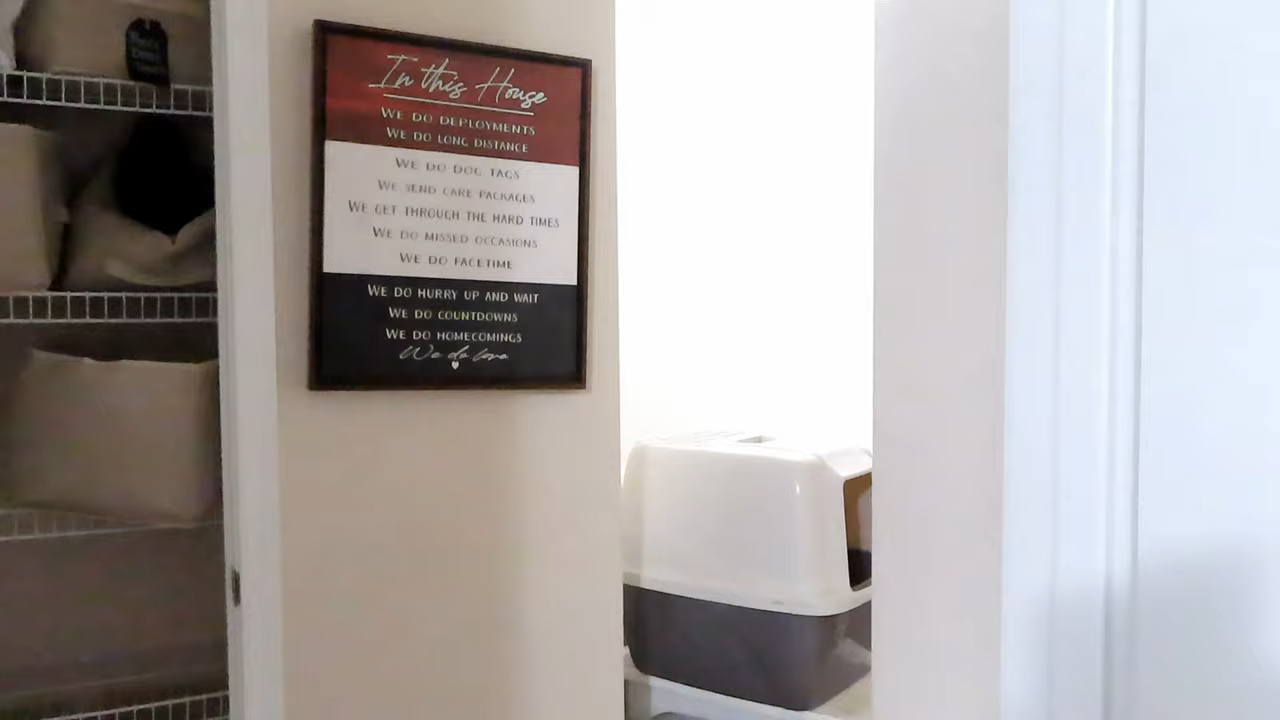 In this House
WE DO DEPLOYMENTS
WE DO LONG DISTANCE
WE DO DOG TAGS
WE SEND CARE PACKAGES
WE GET THROUGH THE HARD TIMES
WE DO MISSED OCCASIONS
WE DO FACETIME
WE DO HURRY UP AND WAIT
WE DO COUNTDOWNS
WE DO HOMECOMINGS
We do love